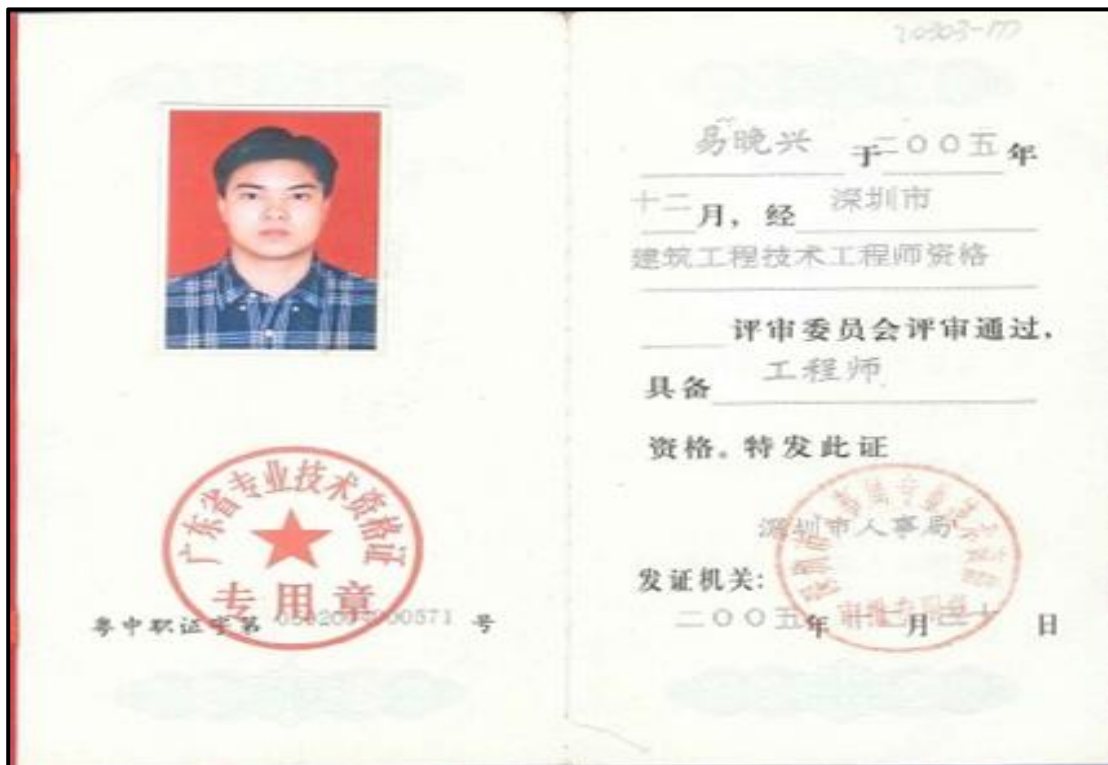 广东省专业技术资格证
专用章
粤中职证字第 号
易晚兴 于二〇〇五年
十二月，经 深圳市
建筑工程技术工程师资格
评审委员会评审通过，
具备 工程师
资格。特发此证
深圳市人事局
发证机关：
二〇〇五年 月 日